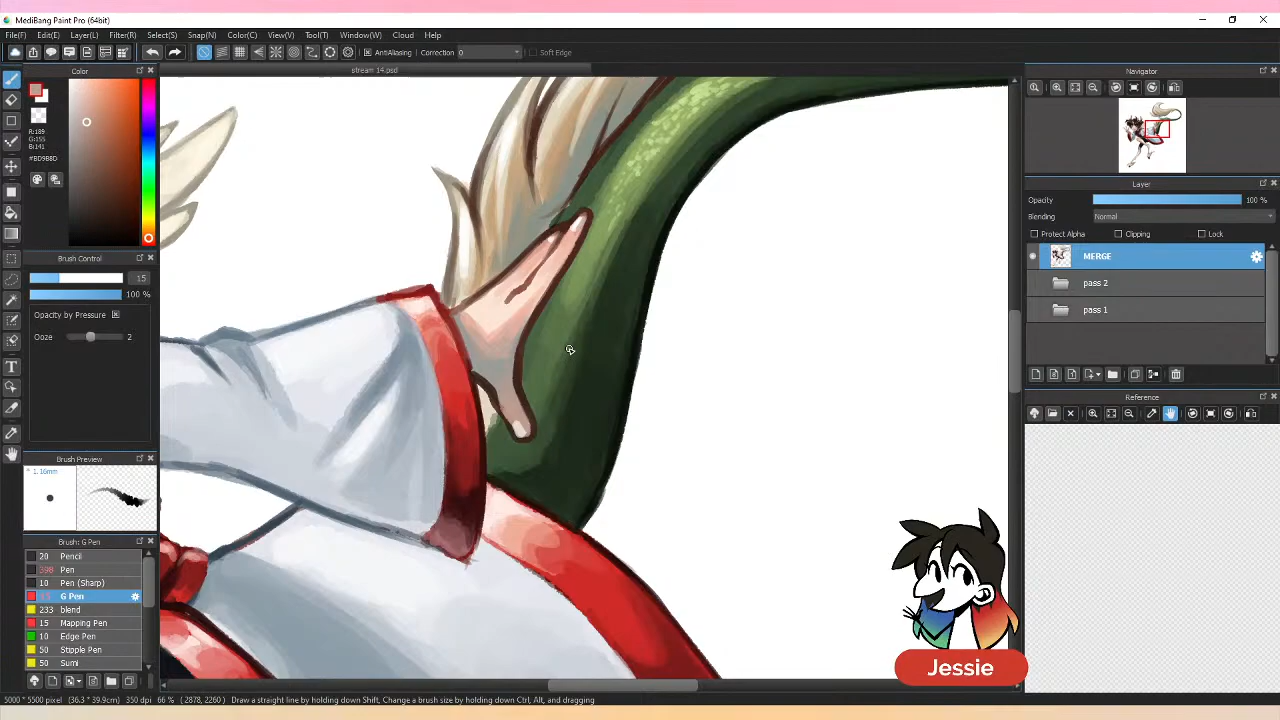 MediBang Paint Pro (64bit)
File(F) Edit(E) Layer(L) Filter(R) Select(S) Snap(N) Color(C) View(V) Tool(T) Window(W) Cloud Help
AntiAliasing Correction 0 Soft Edge
Color
stream 14.psd
Navigator
R:189
G:155
B:141
#BD9B8D
Layer
Opacity 100 %
Blending Normal
Protect Alpha Clipping Lock
MERGE
pass 2
pass 1
Brush Control
15
100 %
Opacity by Pressure
Ooze 2
Reference
Brush Preview
* 1.16mm
Brush: G Pen
20 Pencil
398 Pen
10 Pen (Sharp)
15 G Pen
233 blend
15 Mapping Pen
10 Edge Pen
50 Stipple Pen
50 Sumi
Jessie
5000 * 5500 pixel (36.3 * 39.9cm) 350 dpi 66 % ( 2878, 2260 ) Draw a straight line by holding down Shift, Change a brush size by holding down Ctrl, Alt, and dragging